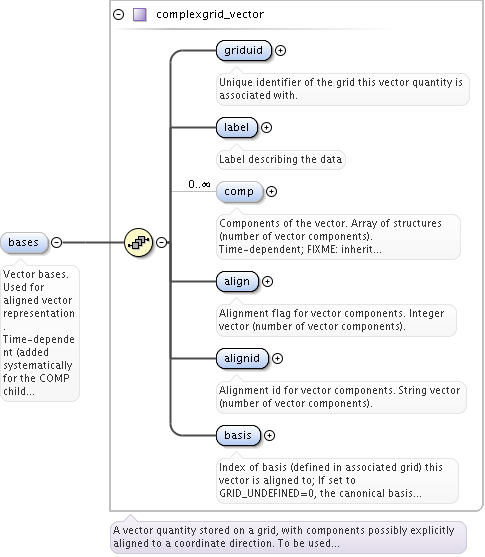 complexgrid_vector
griduid
Unique identifier of the grid this vector quantity is
associated with.
label
Label describing the data
0..∞
comp
Components of the vector. Array of structures
(number of vector components).
Time-dependent; FIXME: inherit...
bases
Vector bases.
Used for
aligned vector
representation
.
Time-depende
nt (added
systematically
for the COMP
child...
align
Alignment flag for vector components. Integer
vector (number of vector components).
alignid
Alignment id for vector components. String vector
(number of vector components).
basis
Index of basis (defined in associated grid) this
vector is aligned to; If set to
GRID_UNDEFINED=0, the canonical basis...
A vector quantity stored on a grid, with components possibly explicitly
aligned to a coordinate direction. To be used...